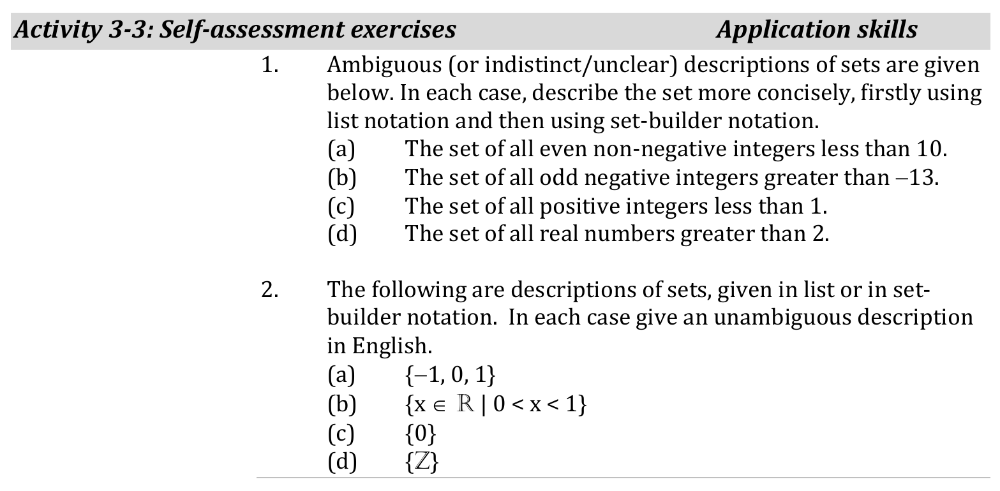 Activity 3-3: Self-assessment exercises Application skills
1. Ambiguous (or indistinct/unclear) descriptions of sets are given
below. In each case, describe the set more concisely, firstly using
list notation and then using set-builder notation.
(a) The set of all even non-negative integers less than 10.
(b) The set of all odd negative integers greater than –13.
(c) The set of all positive integers less than 1.
(d) The set of all real numbers greater than 2.
2. The following are descriptions of sets, given in list or in set-
builder notation. In each case give an unambiguous description
in English.
(a) {–1, 0, 1}
(b) {x ∈ ℝ | 0 < x < 1}
(c) {0}
(d) {ℤ}